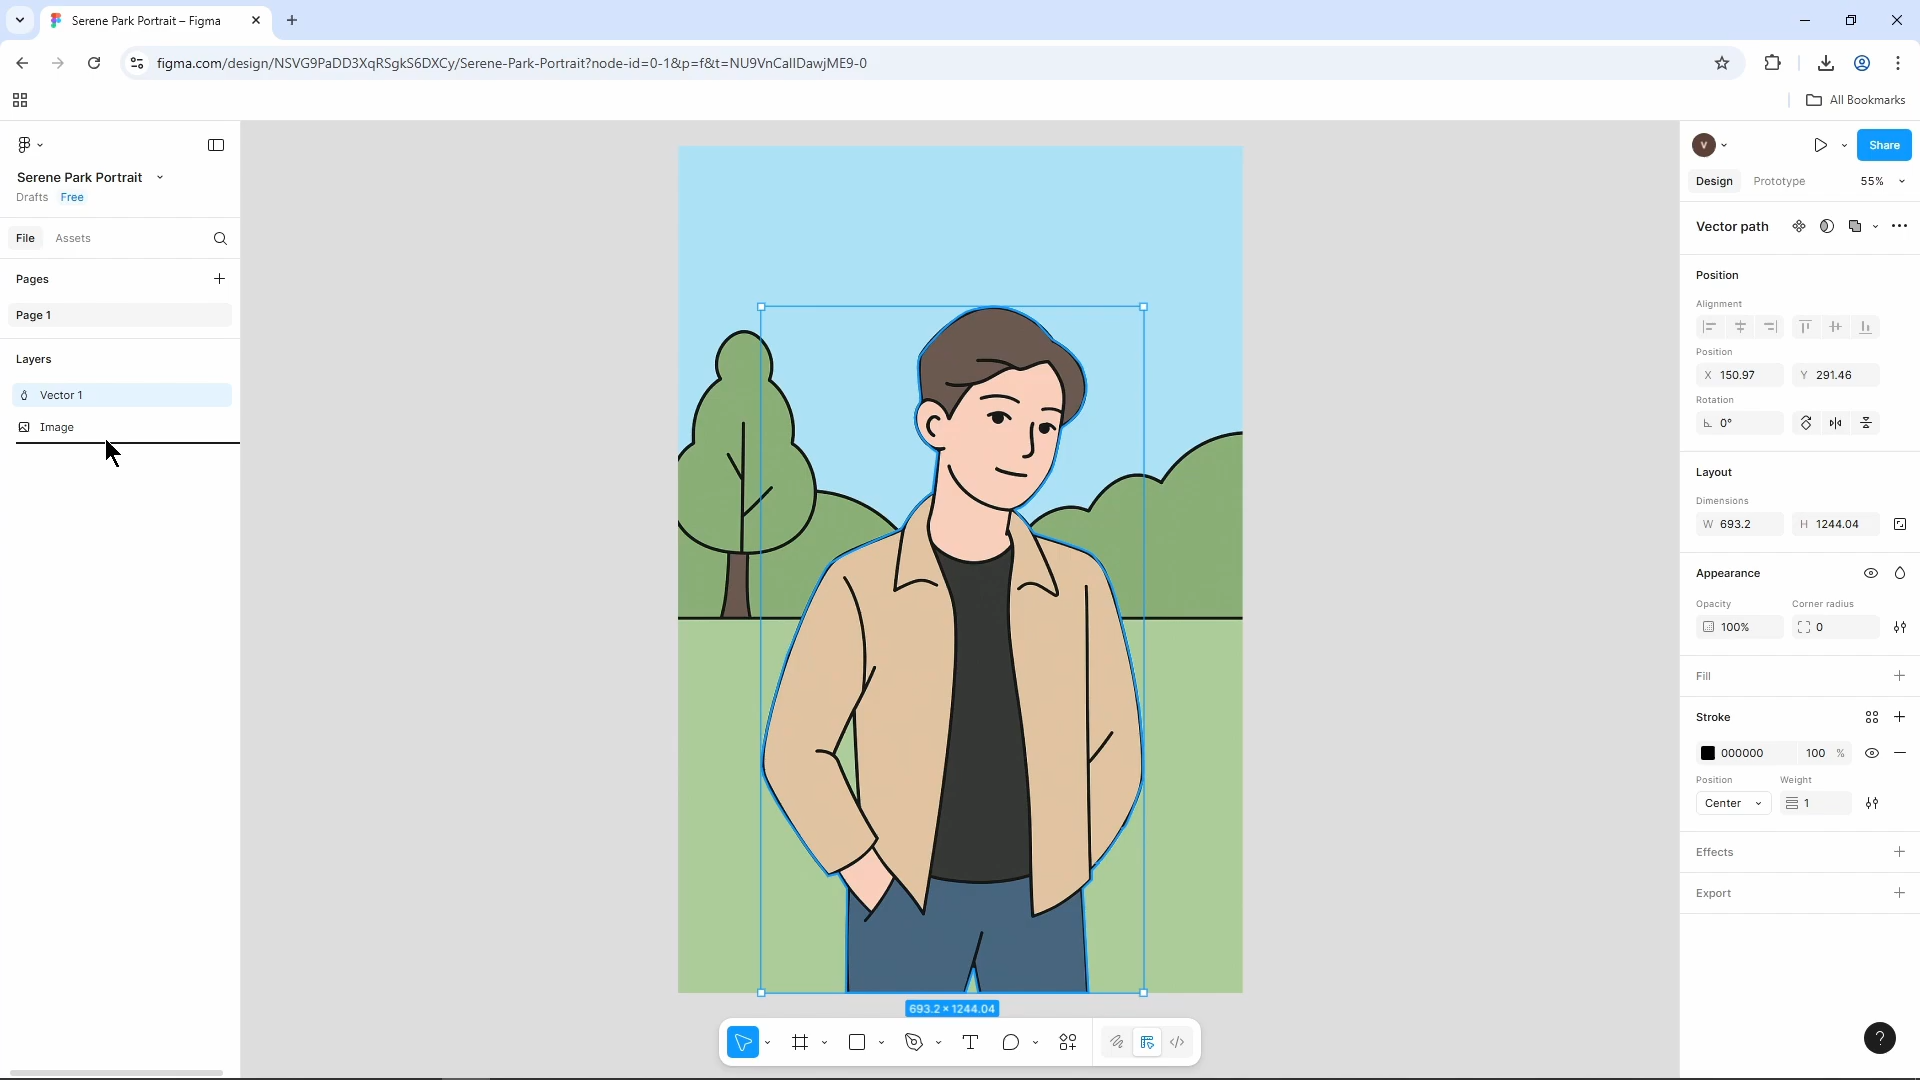 Serene Park Portrait – Figma
figma.com/design/NSVG9PaDD3XqRSgkS6DXCy/Serene-Park-Portrait?node-id=0-1&p=f&t=NU9VnCallDawjME9-0
All Bookmarks
Serene Park Portrait
Drafts Free
File Assets
Pages
Page 1
Layers
Vector 1
Image
693.2 × 1244.04
V
Share
Design Prototype 55%
Vector path
Position
Alignment
Position
X 150.97 Y 291.46
Rotation
0°
Layout
Dimensions
W 693.2 H 1244.04
Appearance
Opacity Corner radius
100% 0
Fill
Stroke
000000 100 %
Position Weight
Center 1
Effects
Export
?